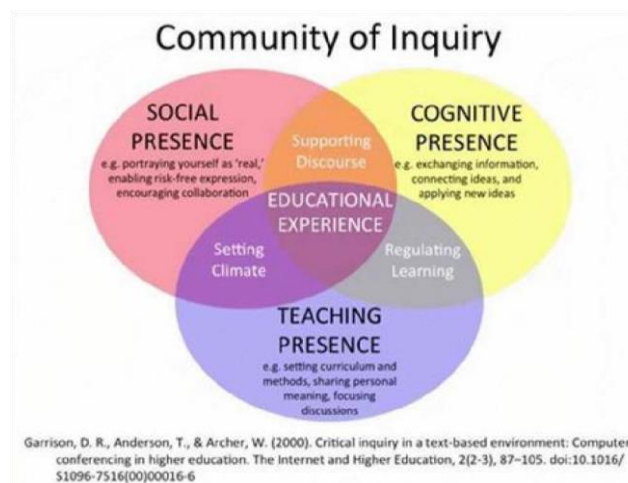 Community of Inquiry
SOCIAL
PRESENCE
e.g. portraying yourself as 'real,'
enabling risk-free expression,
encouraging collaboration
Supporting
Discourse
COGNITIVE
PRESENCE
e.g. exchanging information,
connecting ideas, and
applying new ideas
EDUCATIONAL
EXPERIENCE
Setting
Climate
Regulating
Learning
TEACHING
PRESENCE
e.g. setting curriculum and
methods, sharing personal
meaning, focusing
discussions
Garrison, D. R., Anderson, T., & Archer, W. (2000). Critical inquiry in a text-based environment: Computer
conferencing in higher education. The Internet and Higher Education, 2(2-3), 87–105. doi:10.1016/
S1096-7516(00)00016-6